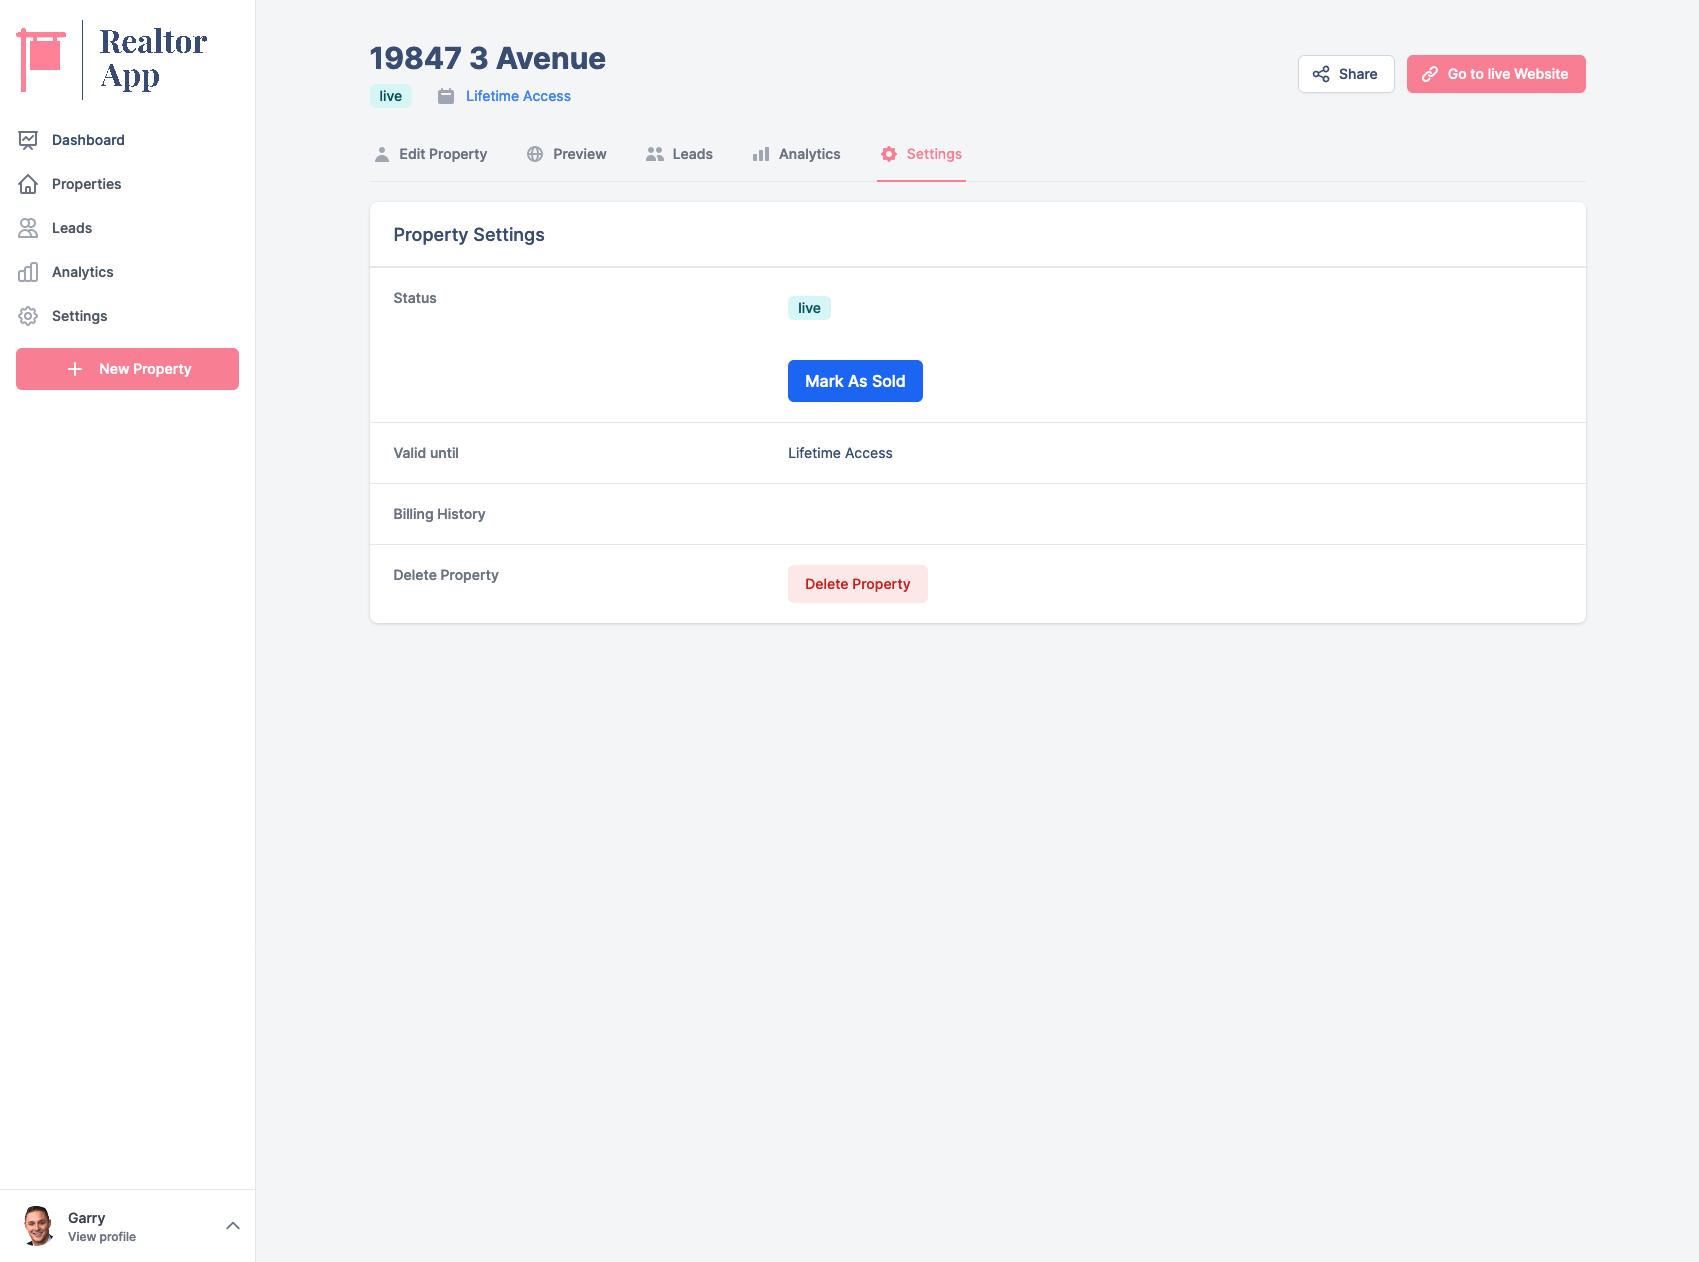 Realtor
App
Dashboard
Properties
Leads
Analytics
Settings
New Property
19847 3 Avenue
live
Lifetime Access
Share
Go to live Website
Edit Property
Preview
Leads
Analytics
Settings
Property Settings
Status
live
Mark As Sold
Valid until
Lifetime Access
Billing History
Delete Property
Delete Property
Garry
View profile